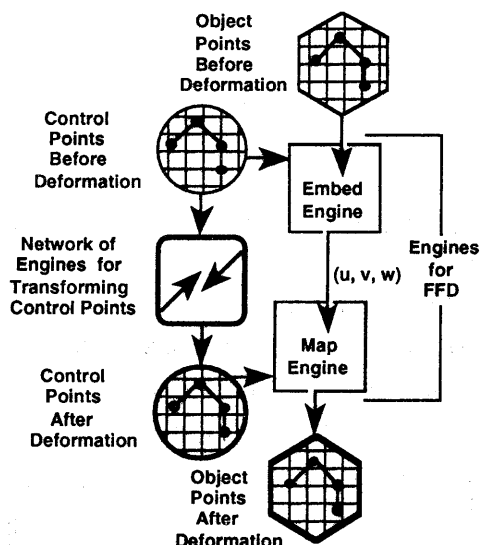 Object
Points
Before
Deformation
Control
Points
Before
Deformation
Embed
Engine
Network of
Engines for
Transforming
Control Points
(u, v, w)
Engines
for
FFD
Map
Engine
Control
Points
After
Deformation
Object
Points
After
Deformation